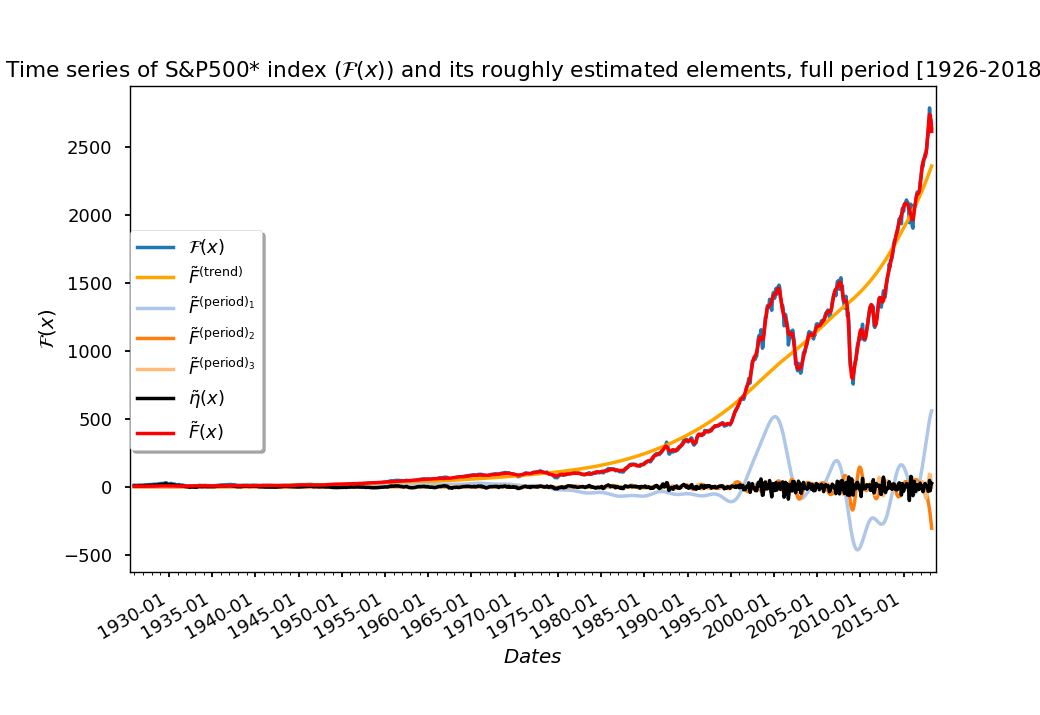 Time series of S&P500* index (ℱ(x)) and its roughly estimated elements, full period [1926-2018
ℱ(x)
2500
2000
1500
1000
500
0
−500
ℱ(x)
F̃^(trend)
F̃^(period)₁
F̃^(period)₂
F̃^(period)₃
η̃(x)
F̃(x)
1930-01 1935-01 1940-01 1945-01 1950-01 1955-01 1960-01 1965-01 1970-01 1975-01 1980-01 1985-01 1990-01 1995-01 2000-01 2005-01 2010-01 2015-01
Dates